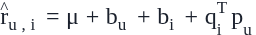 r̂u,i = μ + bu + bi + qiTpu